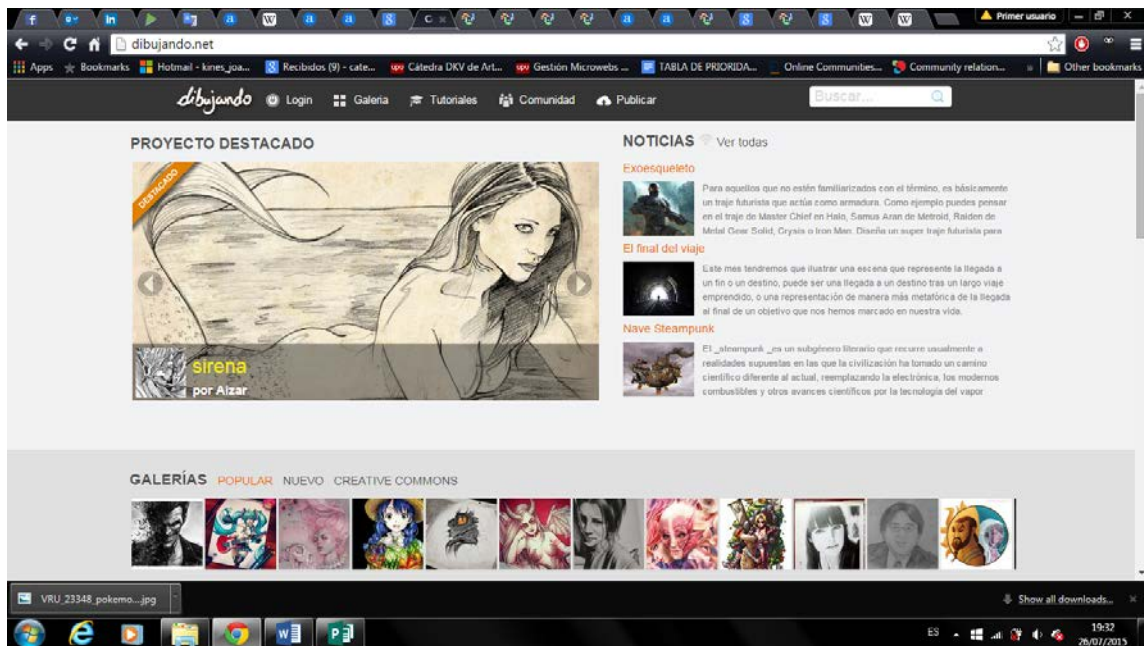 Primer usuario
dibujando.net
Apps Bookmarks Hotmail - kines_joa... Recibidos (9) - cate... Cátedra DKV de Art... Gestión Microwebs ... TABLA DE PRIORIDA... Online Communities... Community relation... Other bookmarks
dibujando Login Galeria Tutoriales Comunidad Publicar Buscar...
PROYECTO DESTACADO
DESTACADO
sirena
por Aizar
NOTICIAS Ver todas
Exoesqueleto
Para aquellos que no estén familiarizados con el término, es básicamente
un traje futurista que actúa como armadura. Como ejemplo puedes pensar
en el traje de Master Chief en Halo, Samus Aran de Metroid, Raiden de
Metal Gear Solid, Crysis o Iron Man. Diseña un super traje futurista para
El final del viaje
Este mes tendremos que ilustrar una escena que represente la llegada a
un fin o un destino, puede ser una llegada a un destino tras un largo viaje
emprendido, o una representación de manera más metafórica de la llegada
al final de un objetivo que nos hemos marcado en nuestra vida.
Nave Steampunk
El _steampunk _es un subgénero literario que recurre usualmente a
realidades supuestas en las que la civilización ha tomado un camino
científico diferente al actual, reemplazando la electrónica, los modernos
combustibles y otros avances científicos por la tecnología del vapor
GALERÍAS POPULAR NUEVO CREATIVE COMMONS
VRU_23348_pokemo...jpg
Show all downloads...
ES
19:32
26/07/2015